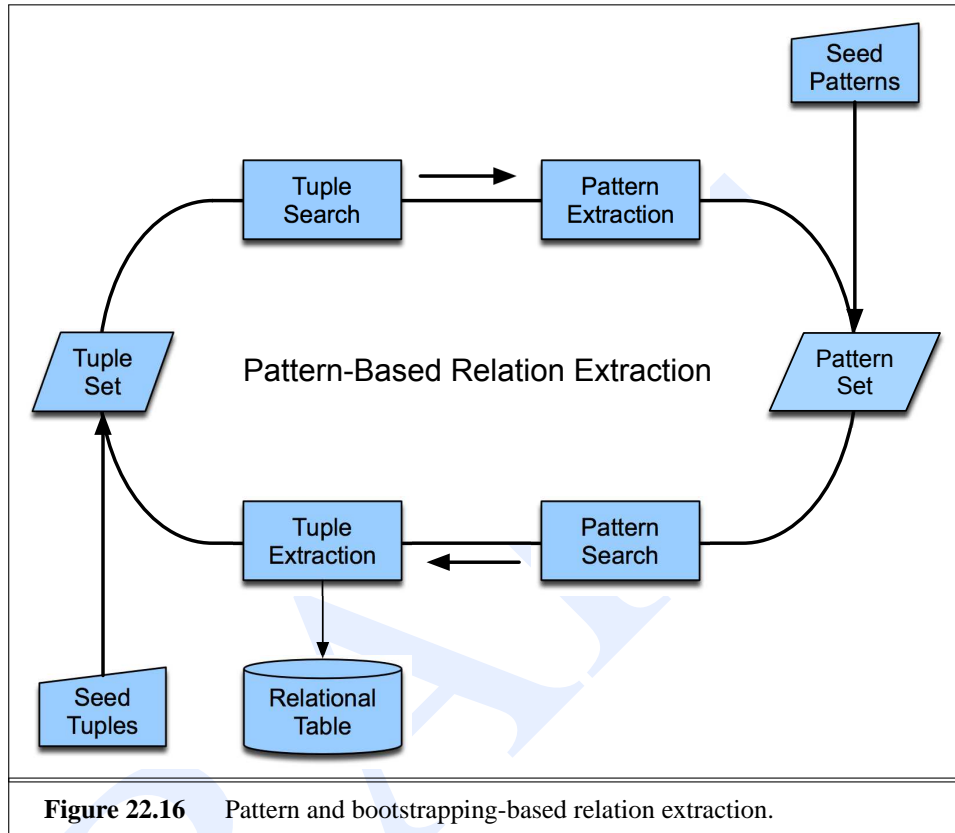 Seed
Patterns
Tuple
Search
Pattern
Extraction
Tuple
Set
Pattern-Based Relation Extraction
Pattern
Set
Tuple
Extraction
Pattern
Search
Seed
Tuples
Relational
Table
Figure 22.16 Pattern and bootstrapping-based relation extraction.